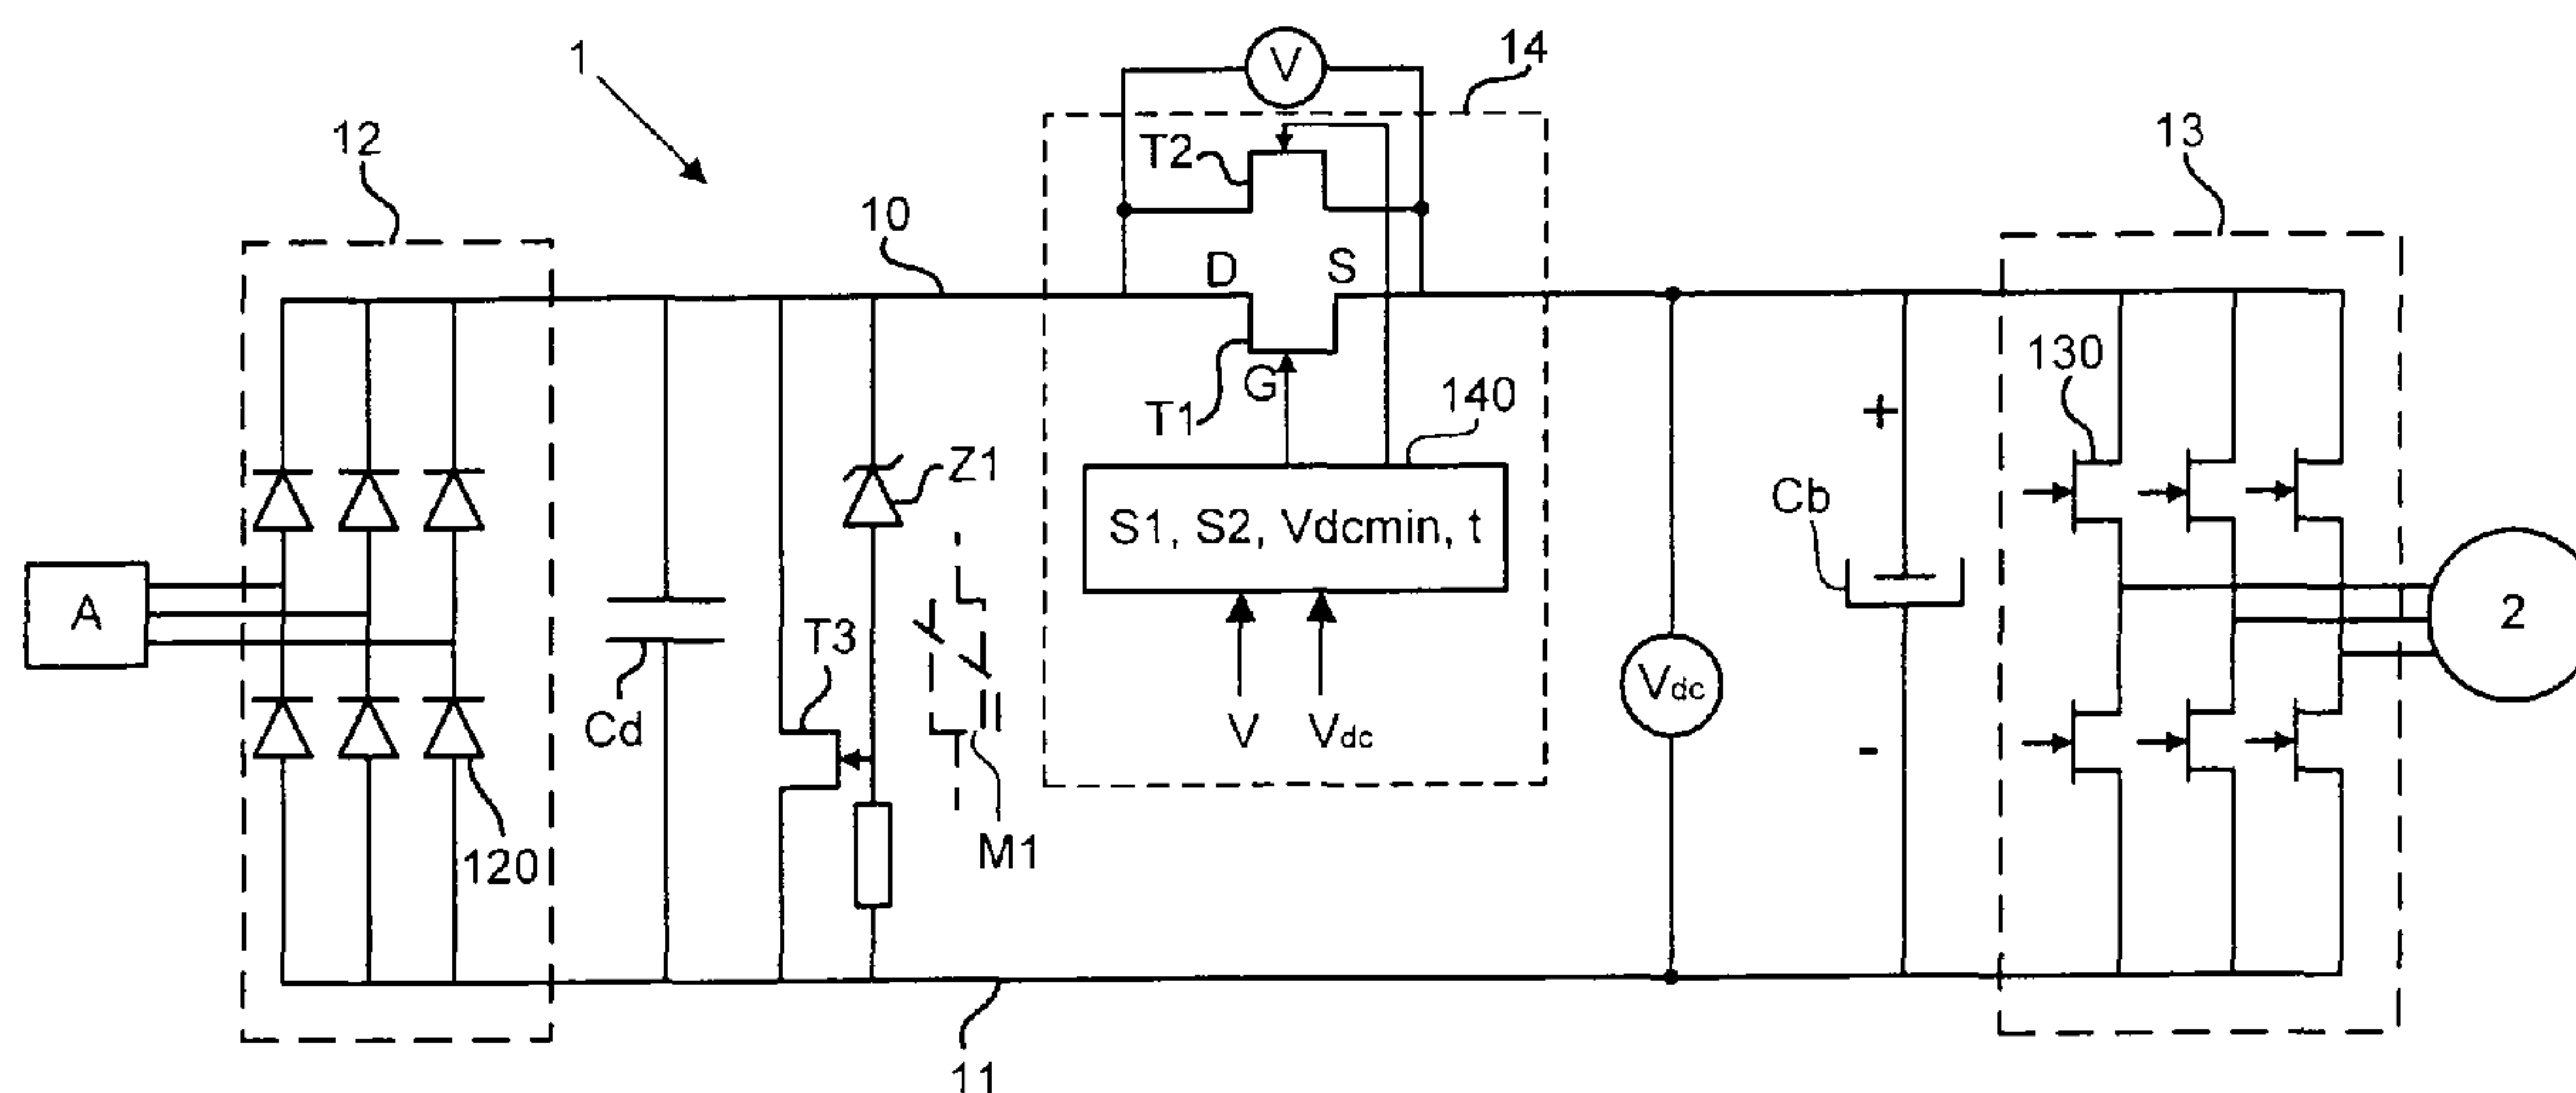 1
14
V
12
T2
13
10
D
S
130
G
T1
140
Z1
+
Cb
S1, S2, Vdcmin, t
A
2
T3
Vdc
Cd
V
Vdc
-
120
M1
11